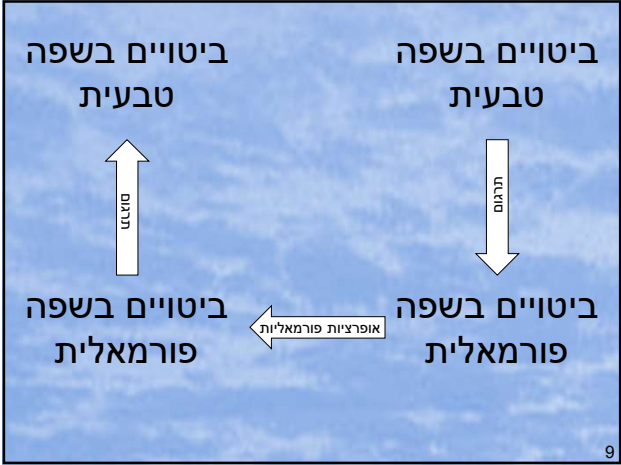 ביטויים בשפה
טבעית
ביטויים בשפה
טבעית
תרגום
תרגום
ביטויים בשפה
פורמאלית
אופרציות פורמאליות
ביטויים בשפה
פורמאלית
9